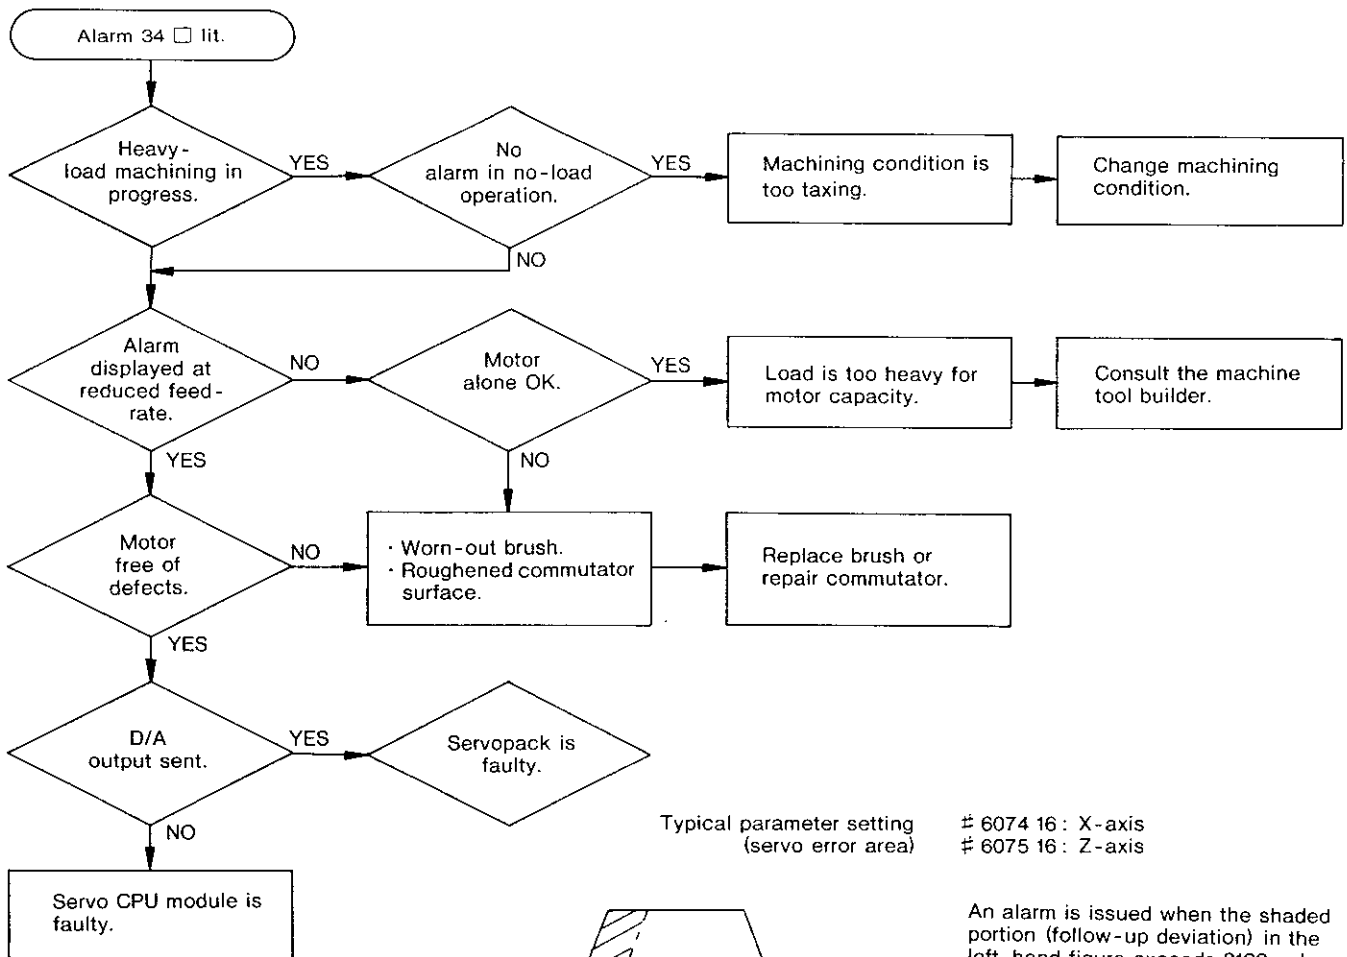 Alarm 34 □ lit.
Heavy-
load machining in
progress.
YES
No
alarm in no-load
operation.
YES
Machining condition is
too taxing.
Change machining
condition.
NO
Alarm
displayed at
reduced feed-
rate.
NO
Motor
alone OK.
YES
Load is too heavy for
motor capacity.
Consult the machine
tool builder.
YES
NO
Motor
free of
defects.
NO
· Worn-out brush.
· Roughened commutator
surface.
Replace brush or
repair commutator.
YES
D/A
output sent.
YES
Servopack is
faulty.
NO
Servo CPU module is
faulty.
Typical parameter setting
(servo error area)
# 6074 16: X-axis
# 6075 16: Z-axis
An alarm is issued when the shaded
portion (follow-up deviation) in the
left-hand figure exceeds